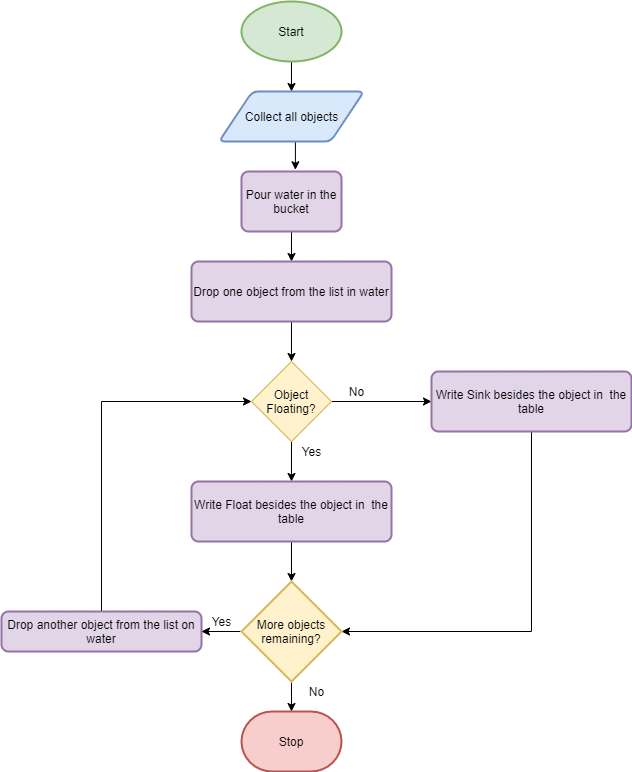 Start
Collect all objects
Pour water in the
bucket
Drop one object from the list in water
Object
Floating?
No
Write Sink besides the object in the
table
Yes
Write Float besides the object in the
table
More objects
remaining?
Yes
Drop another object from the list on
water
No
Stop